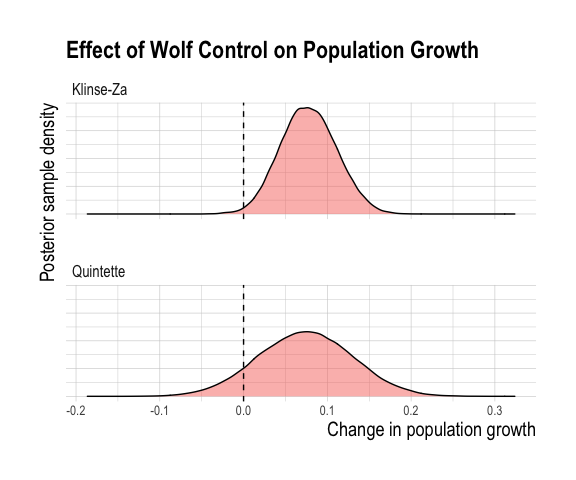 Effect of Wolf Control on Population Growth
Klinse-Za
Posterior sample density
Quintette
-0.2 -0.1 0.0 0.1 0.2 0.3
Change in population growth